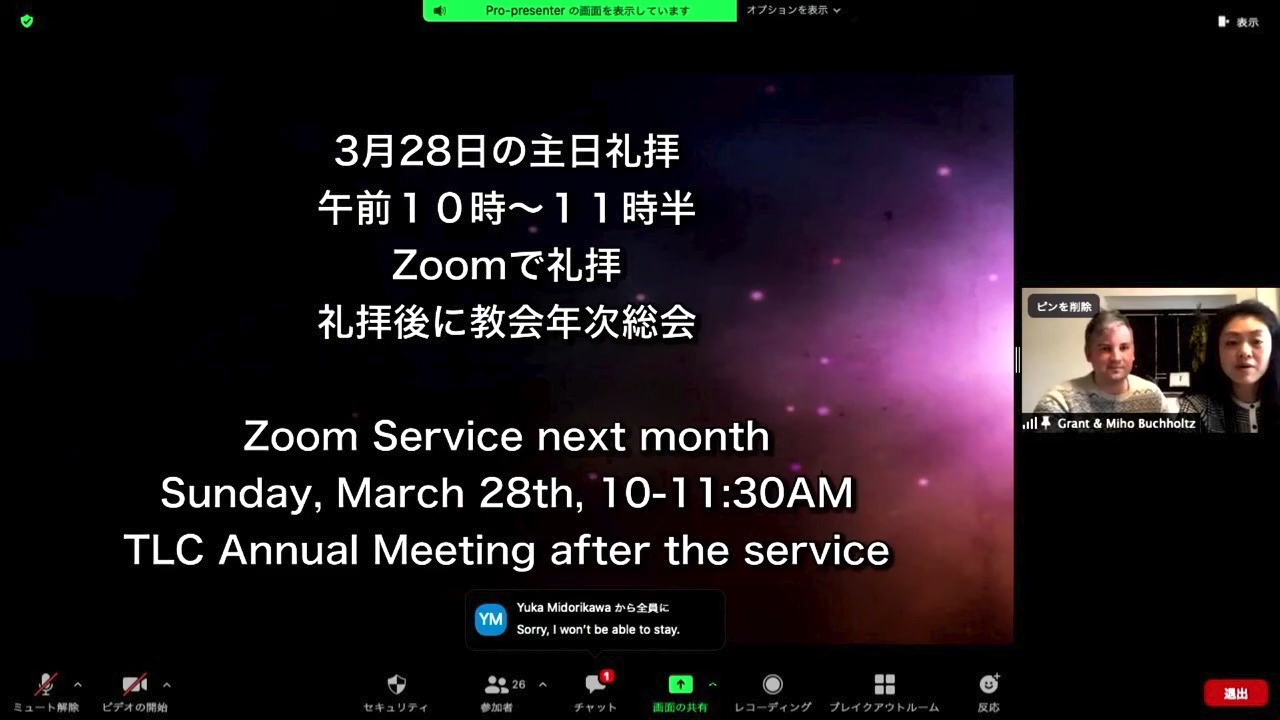 Pro-presenter の画面を表示しています
オプションを表示
表示
3月28日の主日礼拝
午前１０時〜１１時半
Zoomで礼拝
礼拝後に教会年次総会
Zoom Service next month
Sunday, March 28th, 10-11:30AM
TLC Annual Meeting after the service
ピンを削除
Grant & Miho Buchholtz
YM
Yuka Midorikawa から全員に
Sorry, I won't be able to stay.
ミュート解除
ビデオの開始
セキュリティ
26
参加者
1
チャット
画面の共有
レコーディング
ブレイクアウトルーム
反応
退出